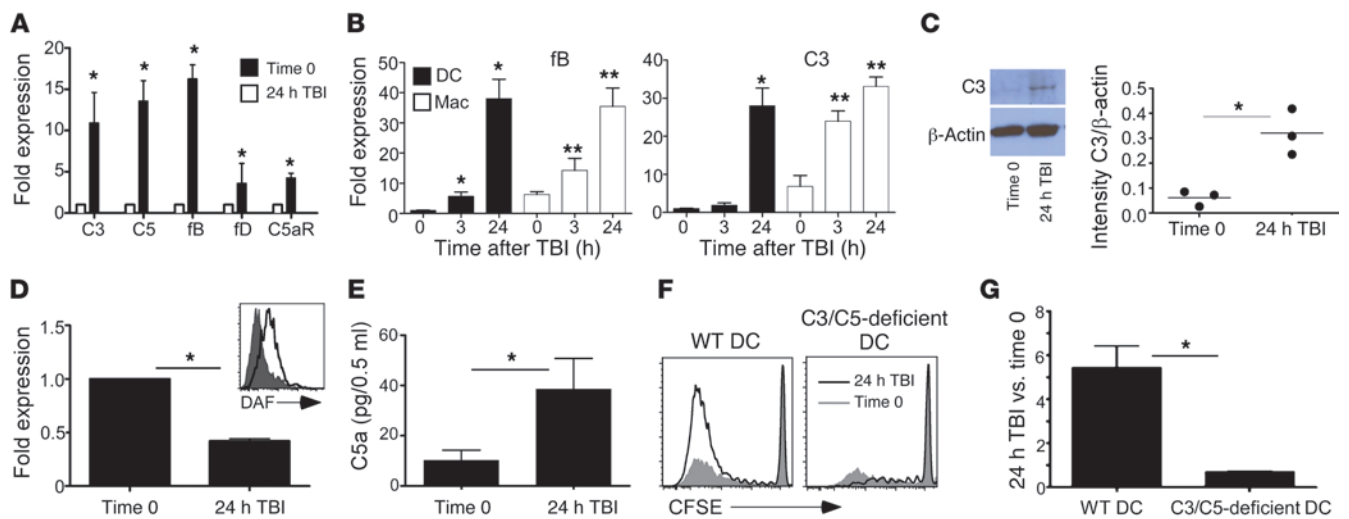 A
Fold expression
20
15
10
5
0
*
*
*
*
*
Time 0
24 h TBI
C3
C5
fB
fD
C5aR
B
Fold expression
50
40
30
20
10
0
fB
DC
Mac
*
*
**
**
0
3
24
0
3
24
Time after TBI (h)
C3
40
30
20
10
0
*
**
**
0
3
24
0
3
24
Time after TBI (h)
C
C3
β-Actin
Time 0
24 h TBI
Intensity C3/β-actin
0.5
0.4
0.3
0.2
0.1
0.0
*
Time 0
24 h TBI
D
Fold expression
1.5
1.0
0.5
0.0
*
DAF
Time 0
24 h TBI
E
C5a (pg/0.5 ml)
60
40
20
0
*
Time 0
24 h TBI
F
WT DC
C3/C5-deficient
DC
24 h TBI
Time 0
CFSE
G
24 h TBI vs. time 0
8
6
4
2
0
*
WT DC
C3/C5-deficient DC